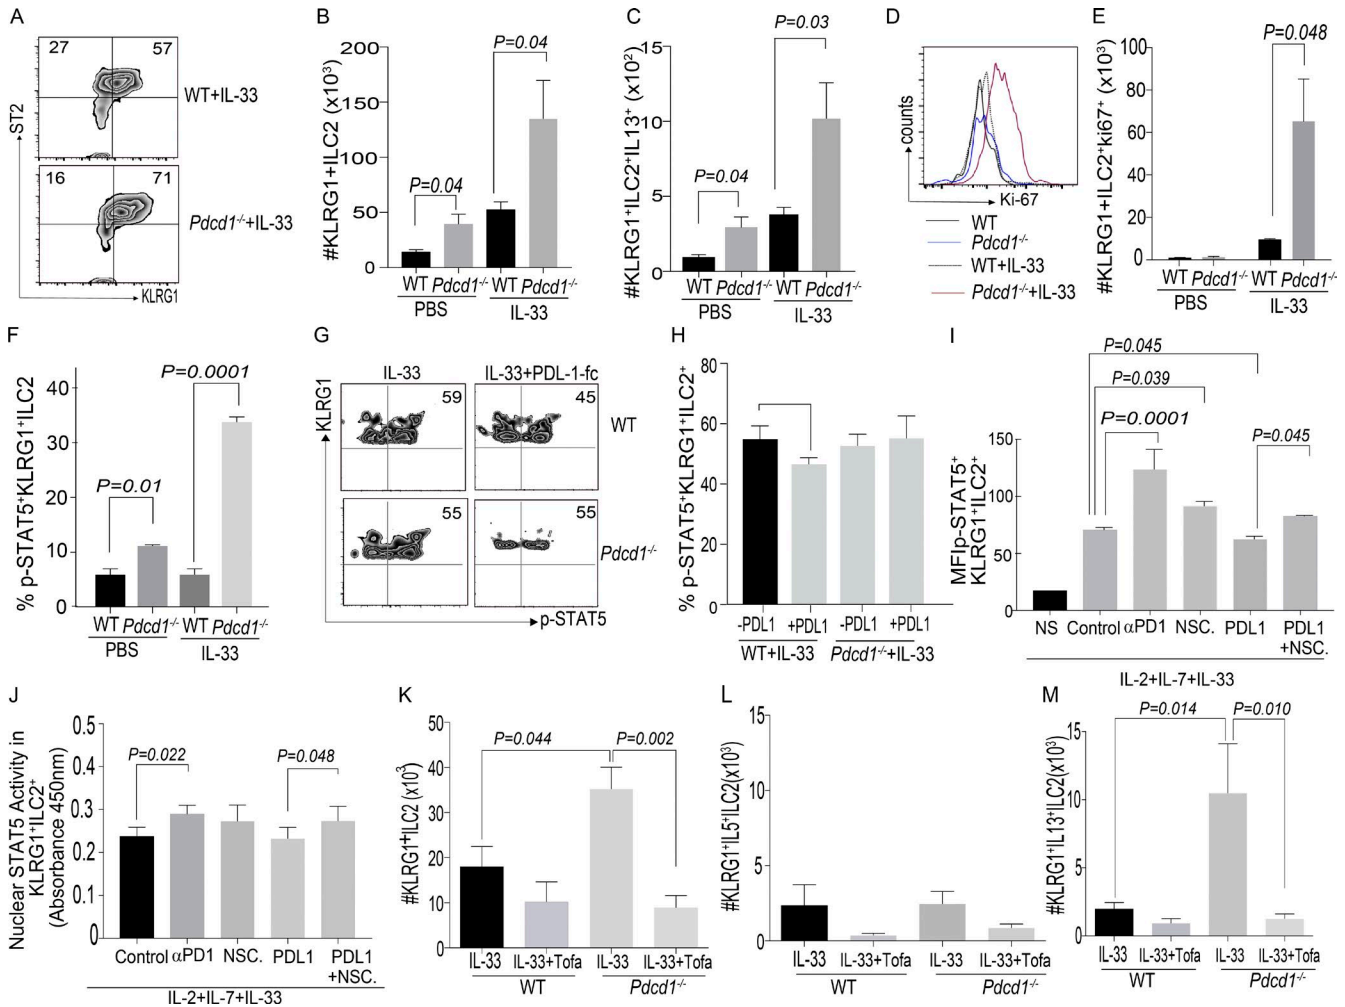 A
27
57
ST2
WT+IL-33
16
71
Pdcd1-/-+IL-33
KLRG1
B
#KLRG1+ILC2 (x10³)
200
150
100
50
0
P=0.04
P=0.04
WT Pdcd1-/- WT Pdcd1-/-
PBS
IL-33
C
#KLRG1+ILC2+IL13+ (x10²)
15
10
5
0
P=0.04
P=0.03
WT Pdcd1-/- WT Pdcd1-/-
PBS
IL-33
D
counts
Ki-67
WT
Pdcd1-/-
WT+IL-33
Pdcd1-/-+IL-33
E
#KLRG1+ILC2+ki67+ (x10³)
100
80
60
40
20
0
P=0.048
WT Pdcd1-/- WT Pdcd1-/-
PBS
IL-33
F
% p-STAT5+KLRG1+ILC2
40
30
20
10
0
P=0.01
P=0.0001
WT Pdcd1-/- WT Pdcd1-/-
PBS
IL-33
G
IL-33
IL-33+PDL-1-fc
KLRG1
59
45
WT
55
55
Pdcd1-/-
p-STAT5
H
% p-STAT5+KLRG1+ILC2+
80
60
40
20
0
-PDL1 +PDL1 -PDL1 +PDL1
WT+IL-33
Pdcd1-/-+IL-33
I
MFIp-STAT5+
KLRG1+ILC2+
150
100
50
0
P=0.045
P=0.039
P=0.0001
P=0.045
NS Control αPD1 NSC. PDL1 PDL1
+NSC.
IL-2+IL-7+IL-33
J
Nuclear STAT5 Activity in
KLRG1+ILC2+
(Absorbance 450nm)
0.5
0.4
0.3
0.2
0.1
0
P=0.022
P=0.048
Control αPD1 NSC. PDL1 PDL1
+NSC.
IL-2+IL-7+IL-33
K
#KLRG1+ILC2 (x10³)
50
40
30
20
10
0
P=0.044
P=0.002
IL-33 IL-33+Tofa IL-33 IL-33+Tofa
WT
Pdcd1-/-
L
#KLRG1+IL5+ILC2(x10³)
15
10
5
0
IL-33 IL-33+Tofa IL-33 IL-33+Tofa
WT
Pdcd1-/-
M
#KLRG1+IL13+ILC2(x10³)
15
10
5
0
P=0.014
P=0.010
IL-33 IL-33+Tofa IL-33 IL-33+Tofa
WT
Pdcd1-/-